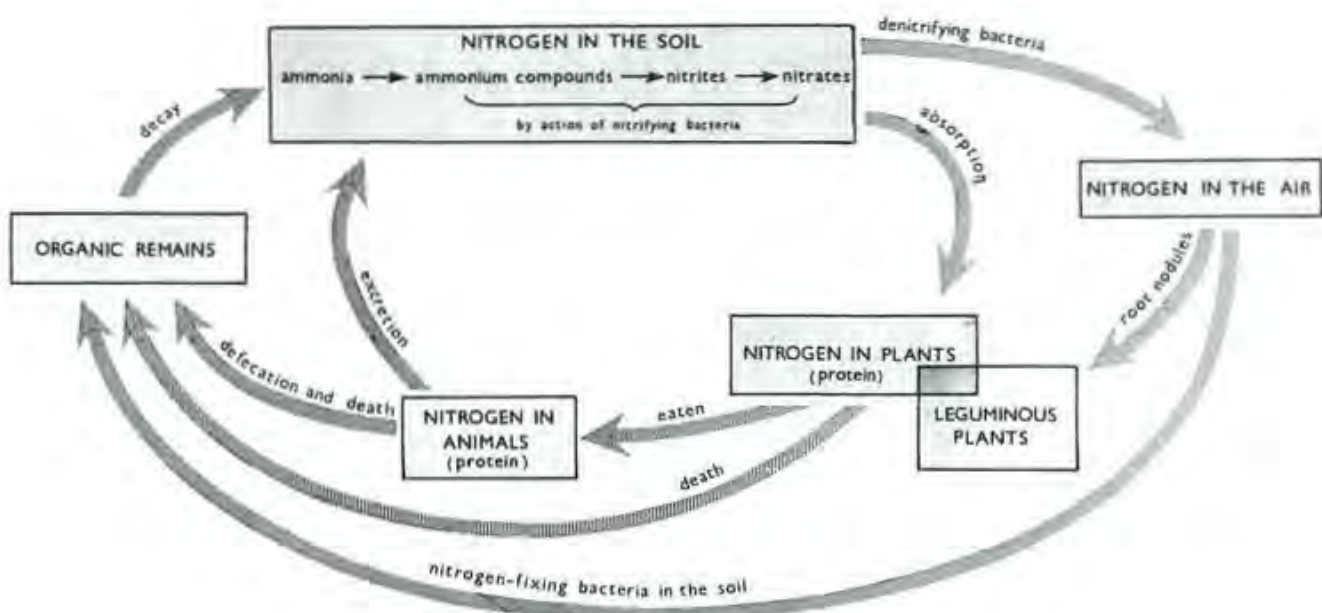 NITROGEN IN THE SOIL
ammonia → ammonium compounds → nitrites → nitrates
by action of nitrifying bacteria
denitrifying bacteria
decay
absorption
NITROGEN IN THE AIR
ORGANIC REMAINS
excretion
root nodules
defecation and death
NITROGEN IN PLANTS
(protein)
LEGUMINOUS
PLANTS
eaten
NITROGEN IN
ANIMALS
(protein)
death
nitrogen-fixing bacteria in the soil